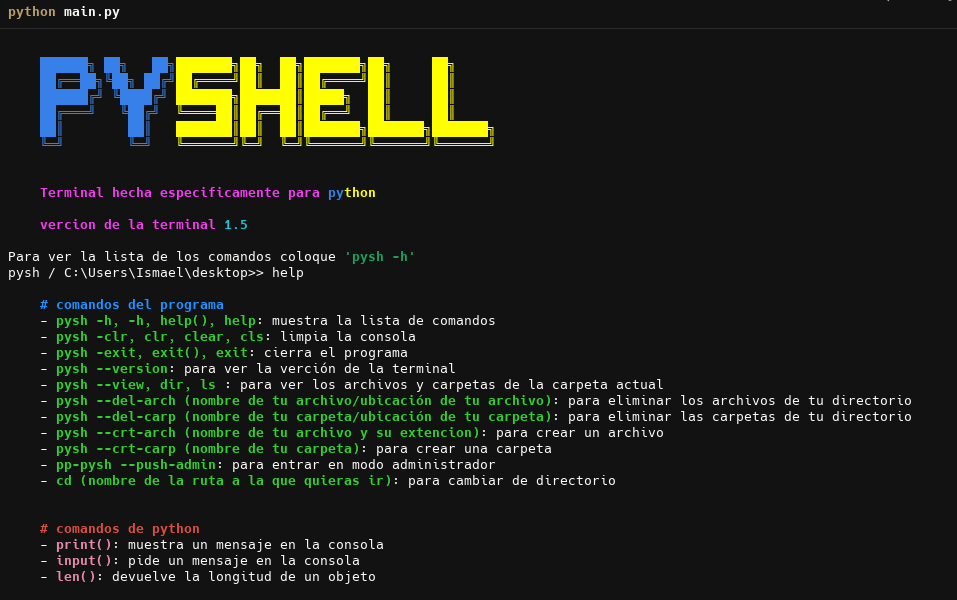 python main.py
PYSHELL
Terminal hecha especificamente para python
vercion de la terminal 1.5
Para ver la lista de los comandos coloque 'pysh -h'
pysh / C:\Users\Ismael\desktop>> help
# comandos del programa
- pysh -h, -h, help(), help: muestra la lista de comandos
- pysh -clr, clr, clear, cls: limpia la consola
- pysh -exit, exit(), exit: cierra el programa
- pysh --version: para ver la verción de la terminal
- pysh --view, dir, ls : para ver los archivos y carpetas de la carpeta actual
- pysh --del-arch (nombre de tu archivo/ubicación de tu archivo): para eliminar los archivos de tu directorio
- pysh --del-carp (nombre de tu carpeta/ubicación de tu carpeta): para eliminar las carpetas de tu directorio
- pysh --crt-arch (nombre de tu archivo y su extencion): para crear un archivo
- pysh --crt-carp (nombre de tu carpeta): para crear una carpeta
- pp-pysh --push-admin: para entrar en modo administrador
- cd (nombre de la ruta a la que quieras ir): para cambiar de directorio
# comandos de python
- print(): muestra un mensaje en la consola
- input(): pide un mensaje en la consola
- len(): devuelve la longitud de un objeto